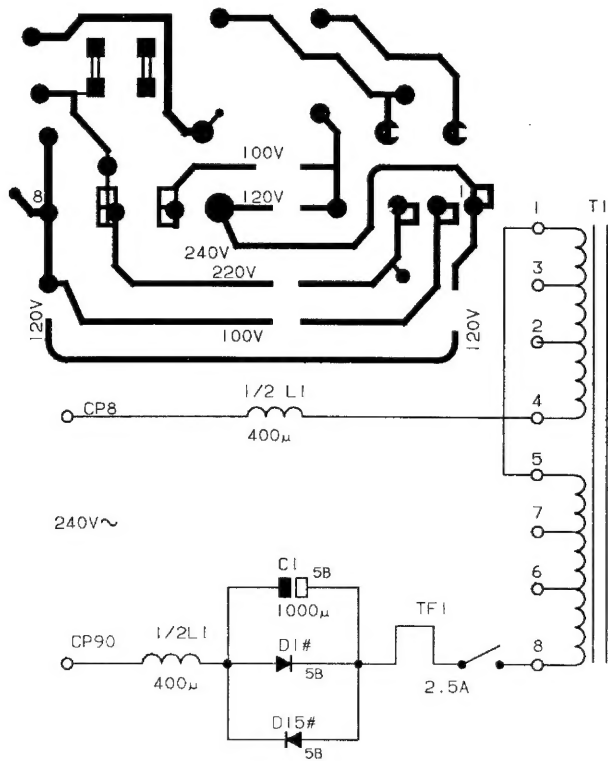 100V
8
120V
1
240V
220V
120V
100V
120V
1
T1
3
2
1/2 L1
CP8
4
400µ
5
7
240V~
C1
5B
6
1000µ
TF1
1/2L1
D1#
CP90
8
5B
400µ
2.5A
D15#
5B